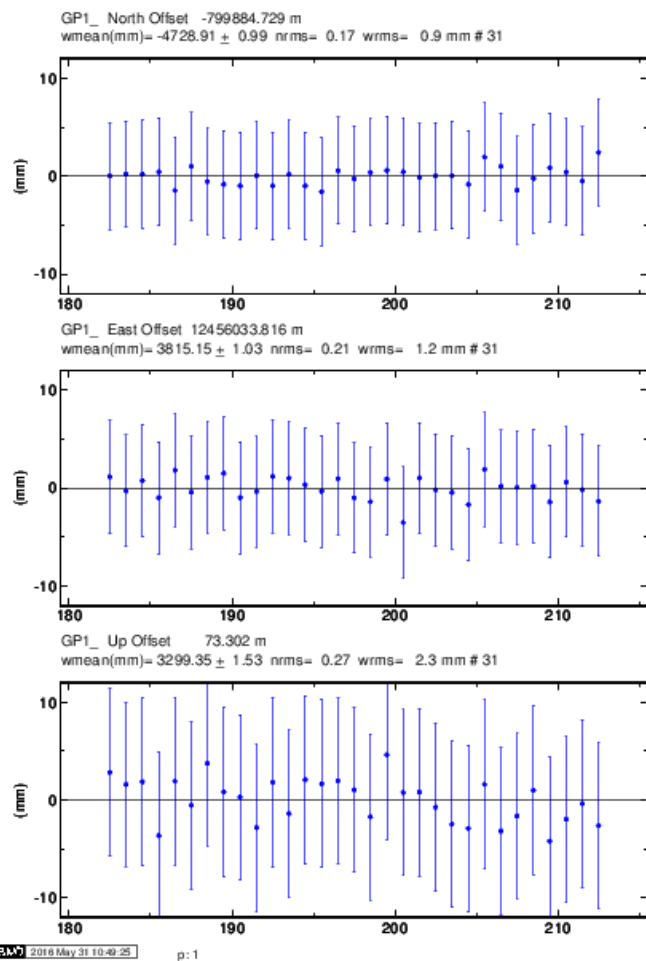 GP1_ North Offset -799884.729 m
wmean(mm)= -4728.91 ± 0.99 nrms= 0.17 wrms= 0.9 mm # 31
10
0
-10
(mm)
180 190 200 210
GP1_ East Offset 12456033.816 m
wmean(mm)= 3815.15 ± 1.03 nrms= 0.21 wrms= 1.2 mm # 31
10
0
-10
(mm)
180 190 200 210
GP1_ Up Offset 73.302 m
wmean(mm)= 3299.35 ± 1.53 nrms= 0.27 wrms= 2.3 mm # 31
10
0
-10
(mm)
180 190 200 210
2016 May 31 10:49:25 p: 1